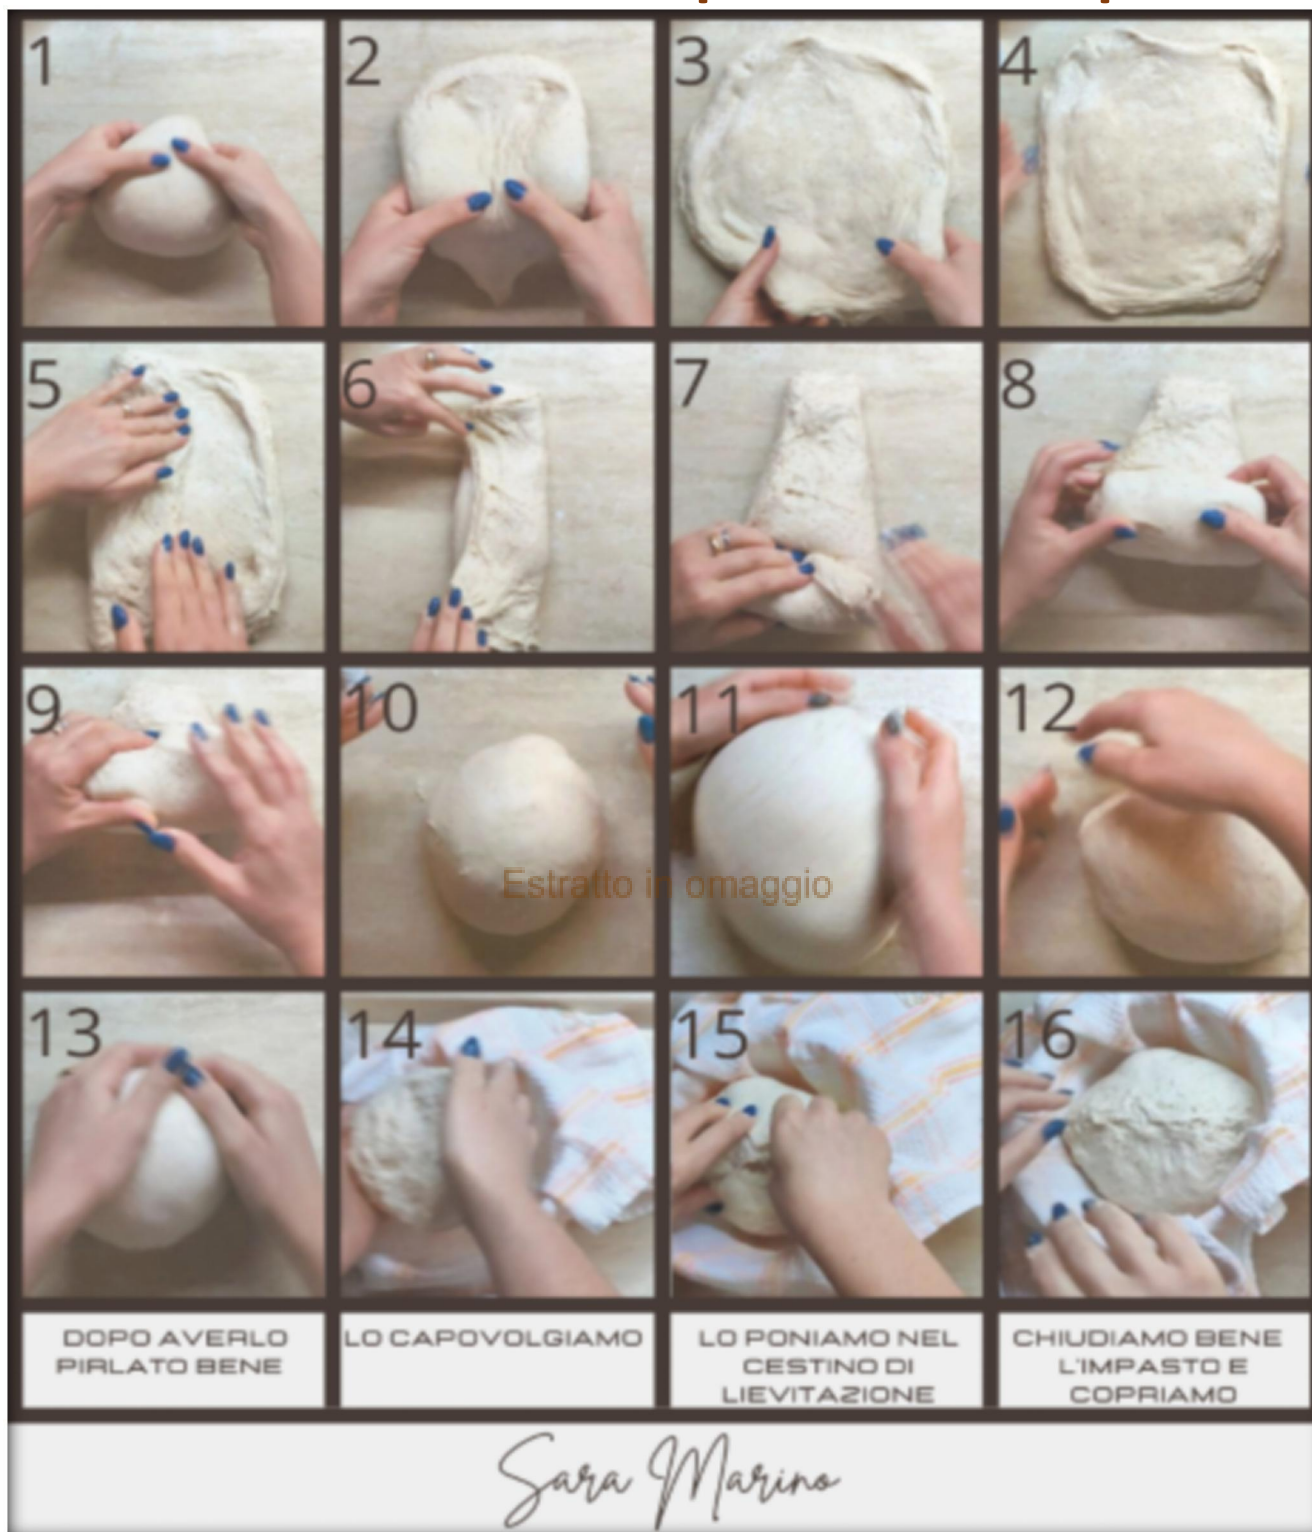 1
2
3
4
5
6
7
8
9
10
11
12
Estratto in omaggio
13
14
15
16
DOPO AVERLO
PIRLATO BENE
LO CAPOVOLGIAMO
LO PONIAMO NEL
CESTINO DI
LIEVITAZIONE
CHIUDIAMO BENE
L'IMPASTO E
COPRIAMO
Sara Marino